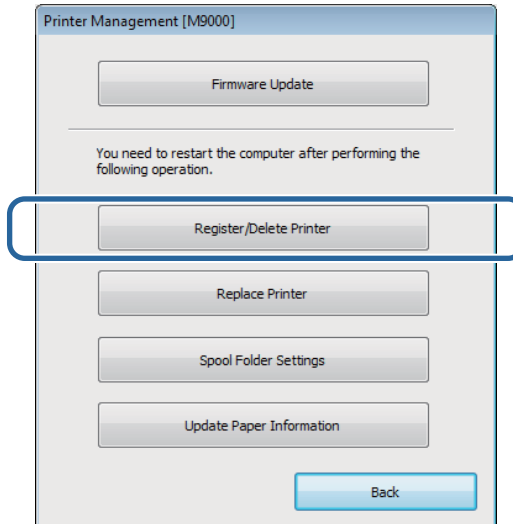 Printer Management [M9000]
Firmware Update
You need to restart the computer after performing the
following operation.
Register/Delete Printer
Replace Printer
Spool Folder Settings
Update Paper Information
Back